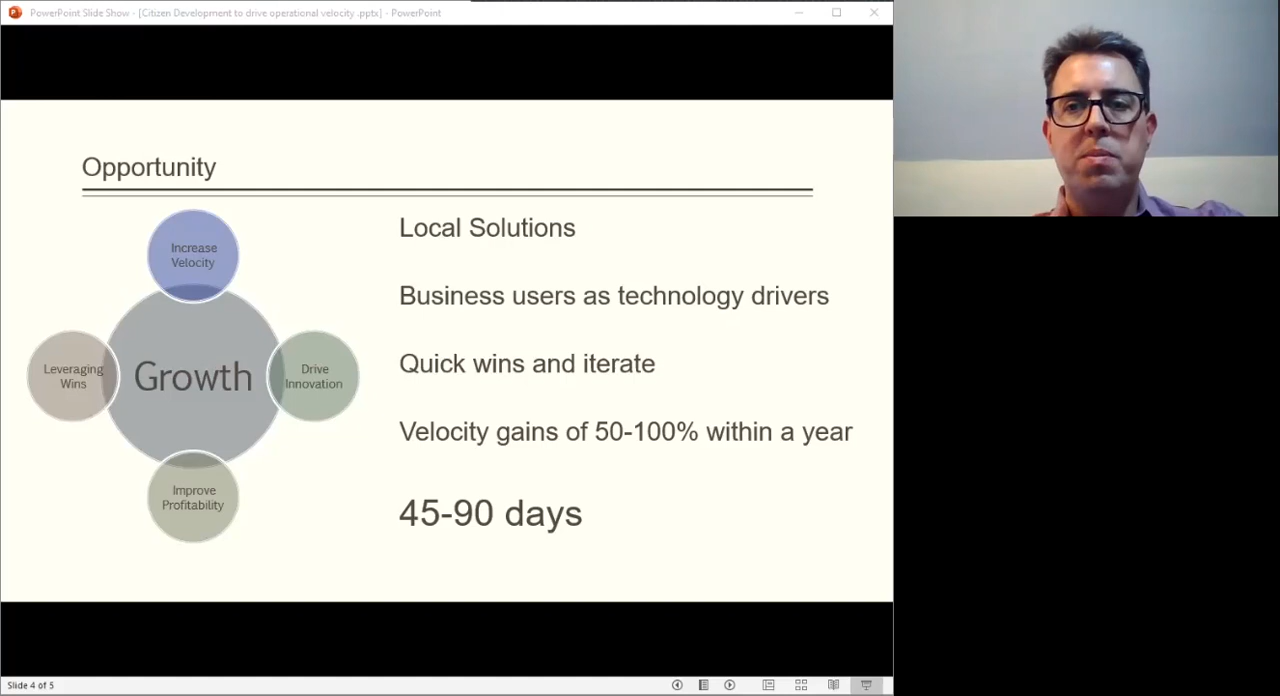 PowerPoint Slide Show - [Citizen Development to drive operational velocity .pptx] - PowerPoint
Opportunity
Increase
Velocity
Leveraging
Wins
Growth
Drive
Innovation
Improve
Profitability
Local Solutions
Business users as technology drivers
Quick wins and iterate
Velocity gains of 50-100% within a year
45-90 days
Slide 4 of 5